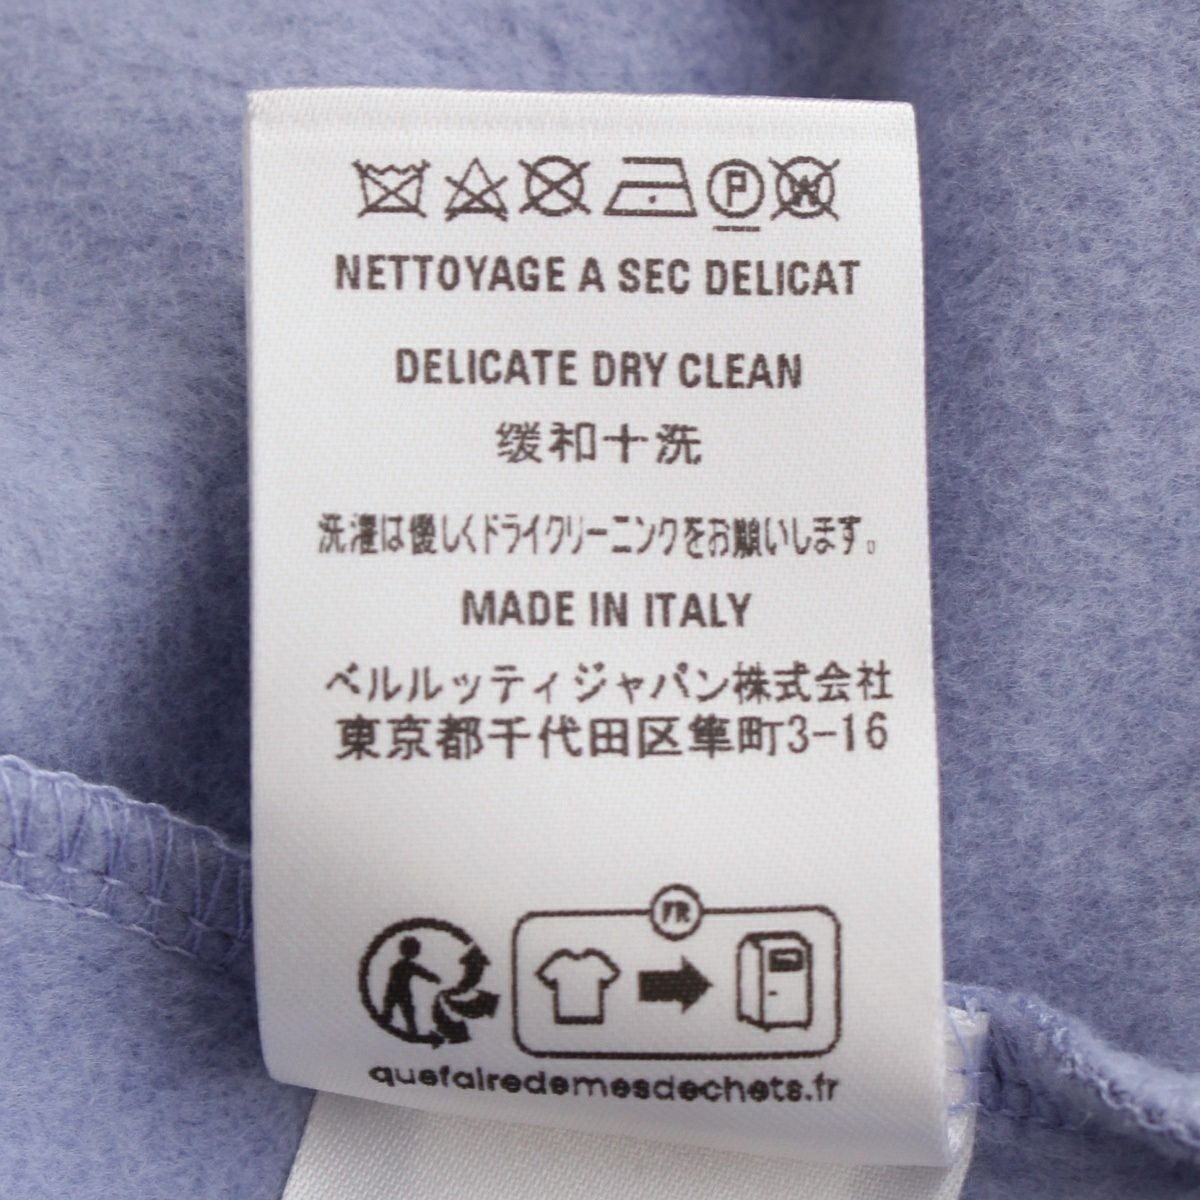 P W
NETTOYAGE A SEC DELICAT
DELICATE DRY CLEAN
缓和十洗
洗濯は優しくドライクリーニングをお願いします。
MADE IN ITALY
ベルルッティジャパン株式会社
東京都千代田区隼町3-16
FR
quefairedemesdechets.fr